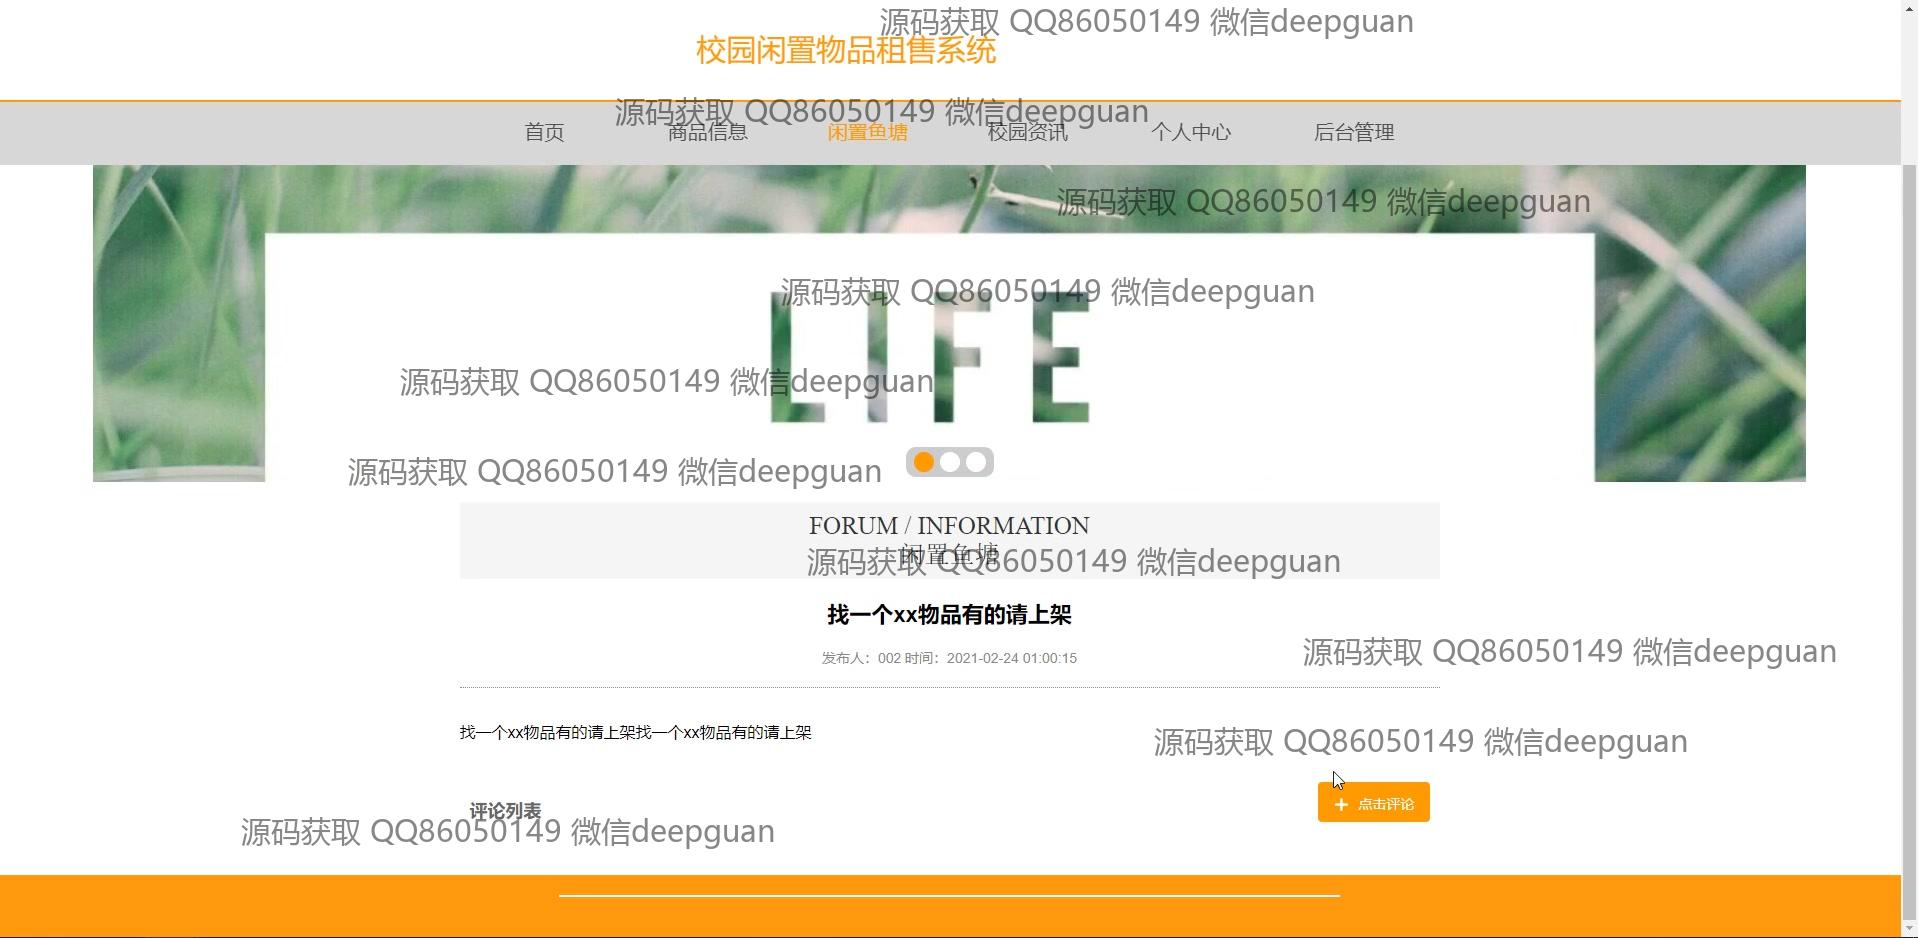 源码获取 QQ86050149 微信deepguan
校园闲置物品租售系统
源码获取 QQ86050149 微信deepguan
首页 商品信息 闲置鱼塘 校园资讯 个人中心 后台管理
源码获取 QQ86050149 微信deepguan
源码获取 QQ86050149 微信deepguan
LIFE
源码获取 QQ86050149 微信deepguan
源码获取 QQ86050149 微信deepguan
FORUM / INFORMATION
闲置鱼塘
源码获取 QQ86050149 微信deepguan
找一个xx物品有的请上架
源码获取 QQ86050149 微信deepguan
发布人：002 时间：2021-02-24 01:00:15
找一个xx物品有的请上架找一个xx物品有的请上架
源码获取 QQ86050149 微信deepguan
点击评论
评论列表
源码获取 QQ86050149 微信deepguan